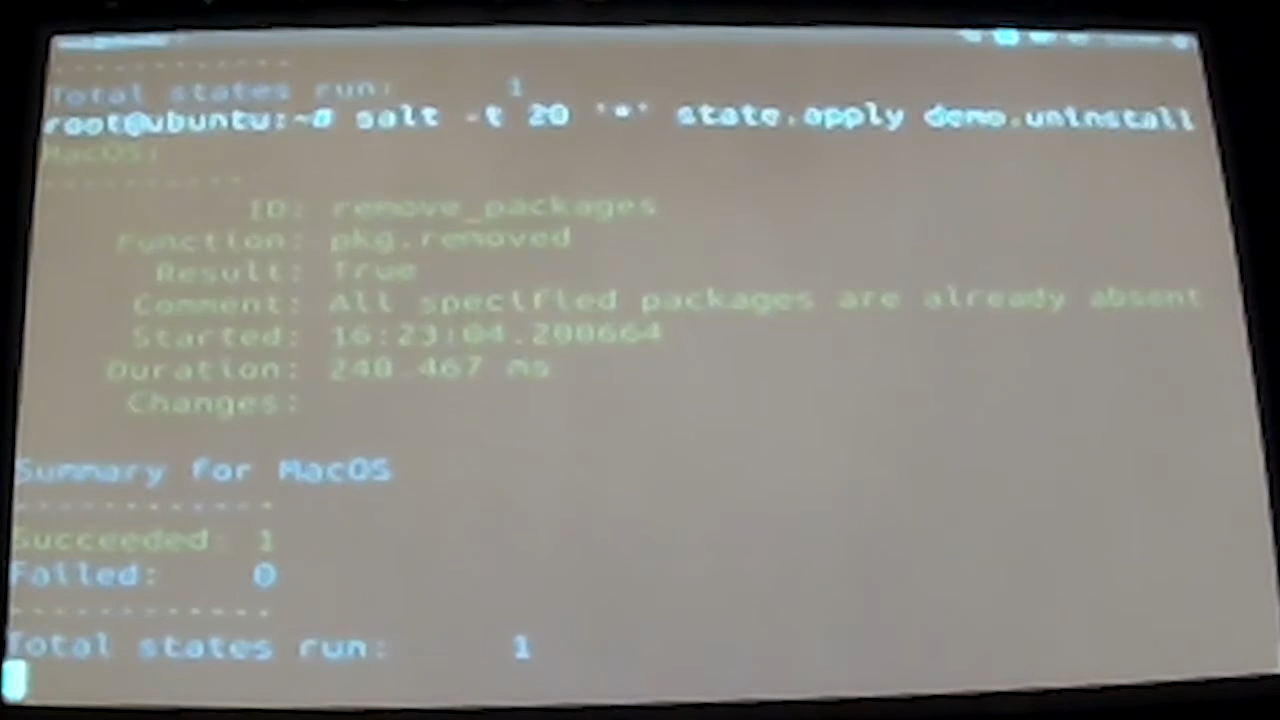 ------------
Total states run:     1
root@ubuntu:~# salt -t 20 '*' state.apply demo.uninstall
MacOS:
----------
          ID: remove_packages
    Function: pkg.removed
      Result: True
     Comment: All specified packages are already absent
     Started: 16:23:04.200664
    Duration: 240.467 ms
     Changes:
Summary for MacOS
------------
Succeeded: 1
Failed:    0
------------
Total states run:     1